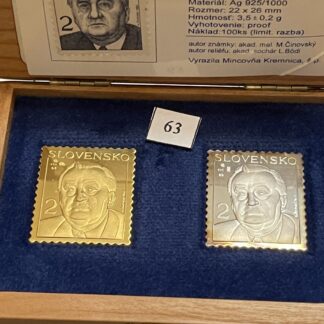 2
Materiál: Ag 925/1000
Rozmer: 22 x 26 mm
Hmotnosť: 3,5 ± 0,2 g
Vyhotovenie: proof
Náklad: 100ks (limit. razba)
autor známky: akad. mal. M.Činovský
autor reliéfu: akad. sochár L.Bódi
Vyrazila Mincovňa Kremnica,
63
SLOVENSKO
2
SLOVENSKO
2